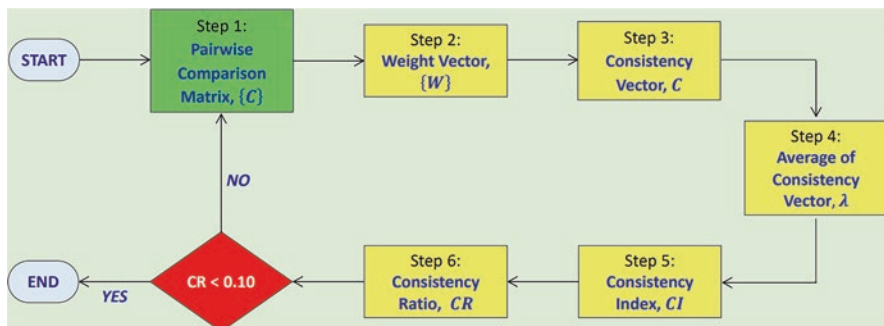 START
Step 1:
Pairwise
Comparison
Matrix, {C}
Step 2:
Weight Vector,
{W}
Step 3:
Consistency
Vector, C
Step 4:
Average of
Consistency
Vector, λ
Step 5:
Consistency
Index, CI
Step 6:
Consistency
Ratio, CR
CR < 0.10
NO
YES
END